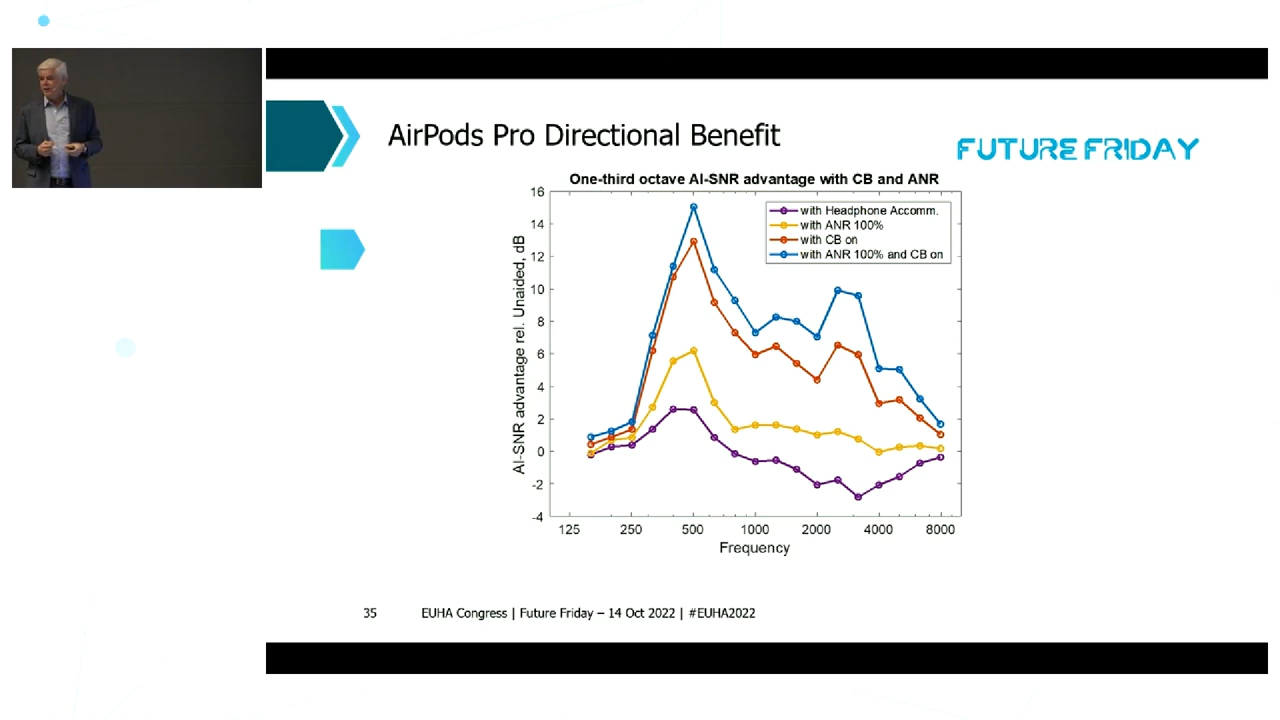 AirPods Pro Directional Benefit
FUTURE FRIDAY
One-third octave AI-SNR advantage with CB and ANR
AI-SNR advantage rel. Unaided, dB
16
14
12
10
8
6
4
2
0
-2
-4
with Headphone Accomm.
with ANR 100%
with CB on
with ANR 100% and CB on
125 250 500 1000 2000 4000 8000
Frequency
35 EUHA Congress | Future Friday – 14 Oct 2022 | #EUHA2022